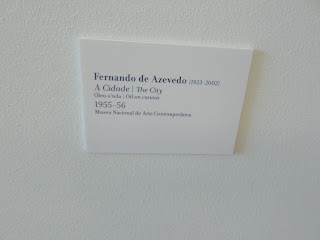 Fernando de Azevedo (1923–2002)
A Cidade | The City
Óleo s/tela | Oil on canvas
1955–56
Museu Nacional de Arte Contemporânea